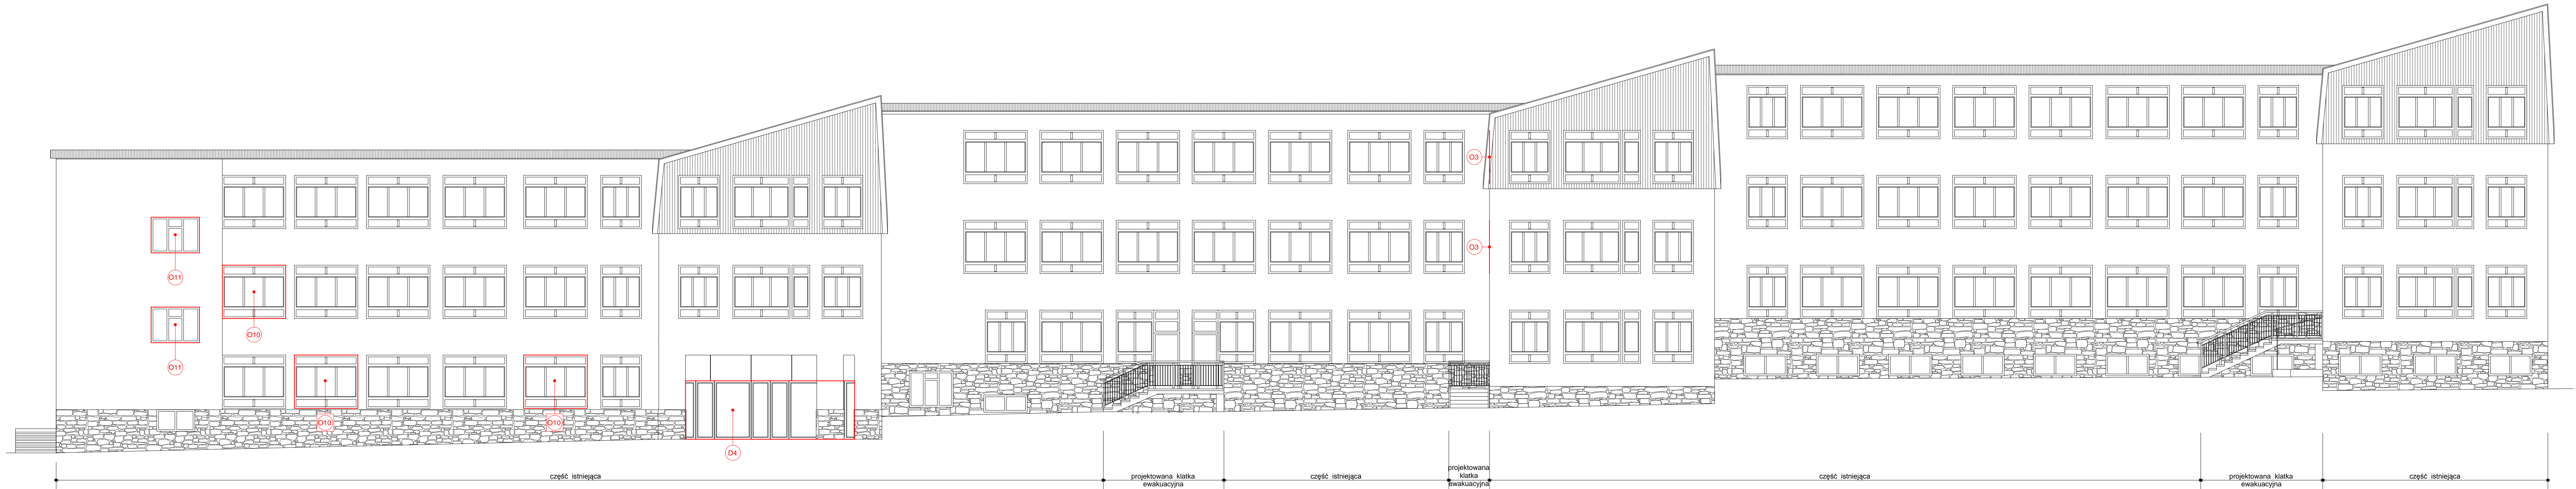 O3
O11
O3
O10
O11
O10
O10
D4
część istniejąca
projektowana klatka
ewakuacyjna
część istniejąca
projektowana
klatka
ewakuacyjna
część istniejąca
projektowana klatka
ewakuacyjna
część istniejąca